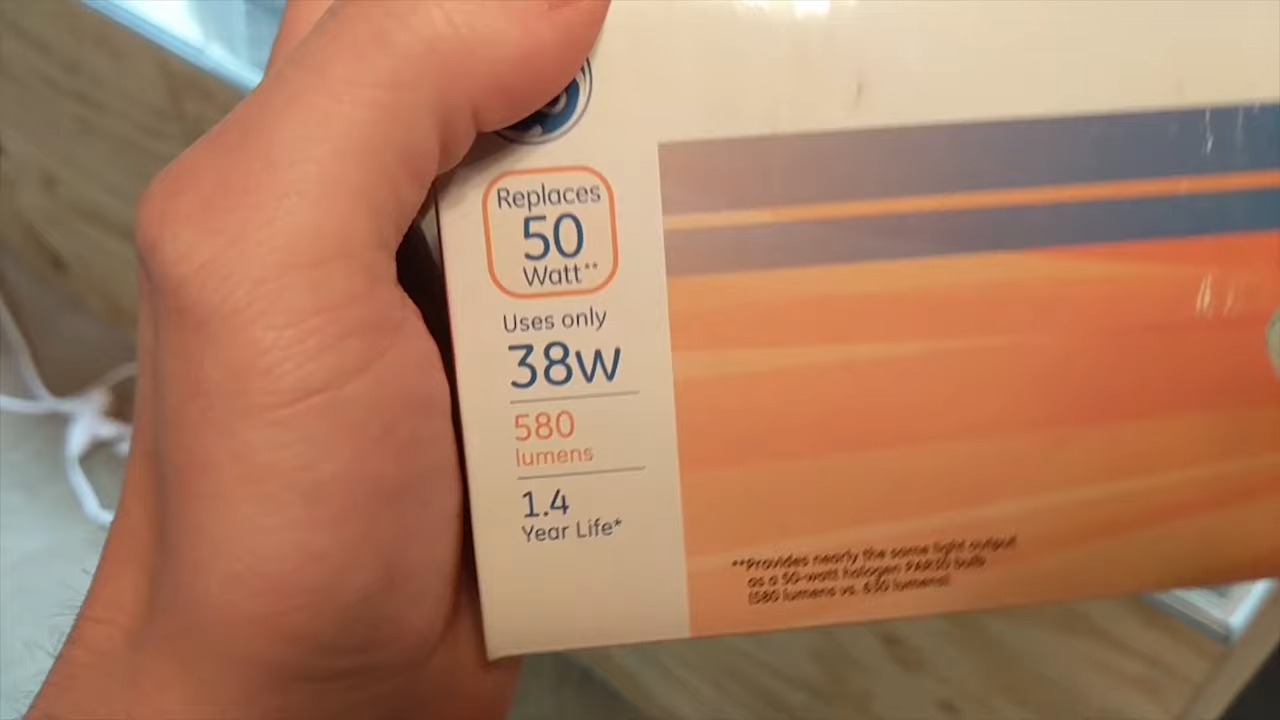 Replaces
50
Watt**
Uses only
38w
580
lumens
1.4
Year Life*
**Provides nearly the same light output
as a 50-watt halogen PAR30 bulb
(580 lumens vs. 630 lumens)